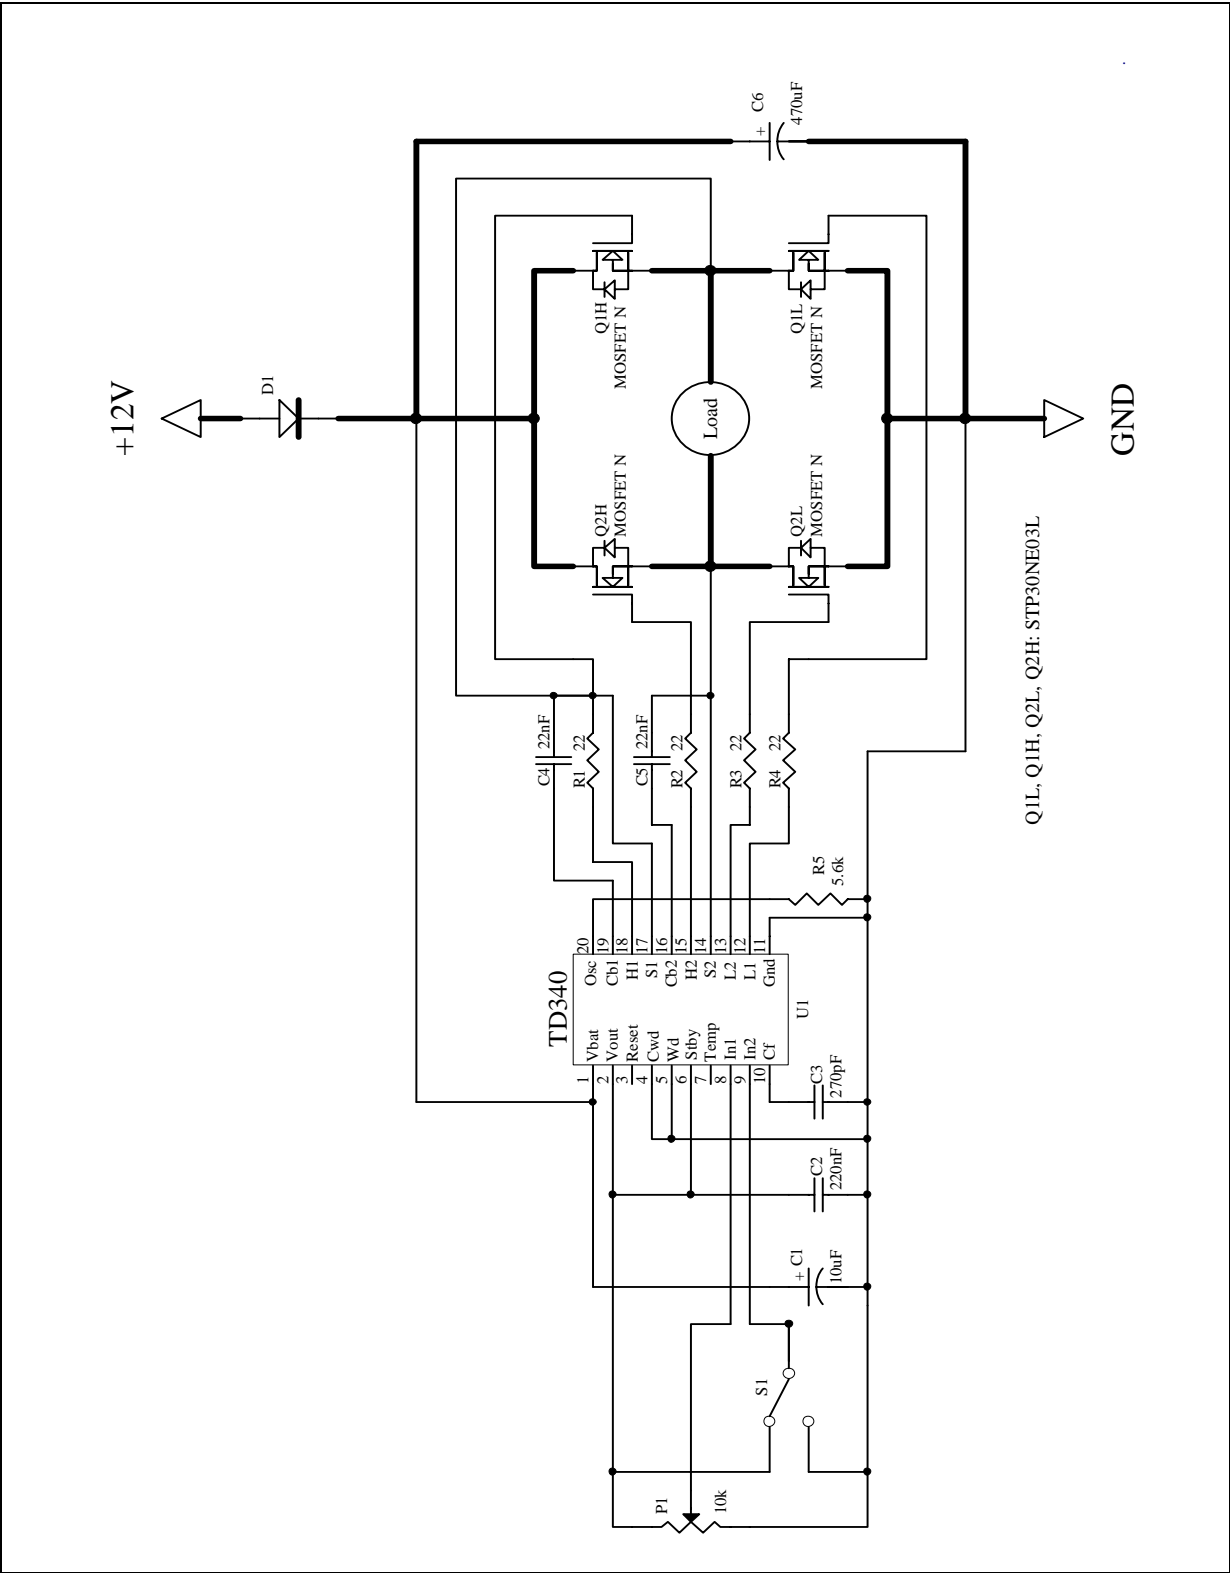 +12V
D1
C6
+
470uF
Q2H
MOSFET N
Q1H
MOSFET N
Load
Q2L
MOSFET N
Q1L
MOSFET N
GND
C4 22nF
R1 22
C5 22nF
R2 22
R3 22
R4 22
R5
5.6k
Q1L, Q1H, Q2L, Q2H: STP30NE03L
TD340
U1
1 Vbat
2 Vout
3 Reset
4 Cwd
5 Wd
6 Stby
7 Temp
8 In1
9 In2
10 Cf
Osc 20
Cb1 19
H1 18
S1 17
Cb2 16
H2 15
S2 14
L2 13
L1 12
Gnd 11
C3
270pF
C2
220nF
+ C1
10uF
S1
P1
10k